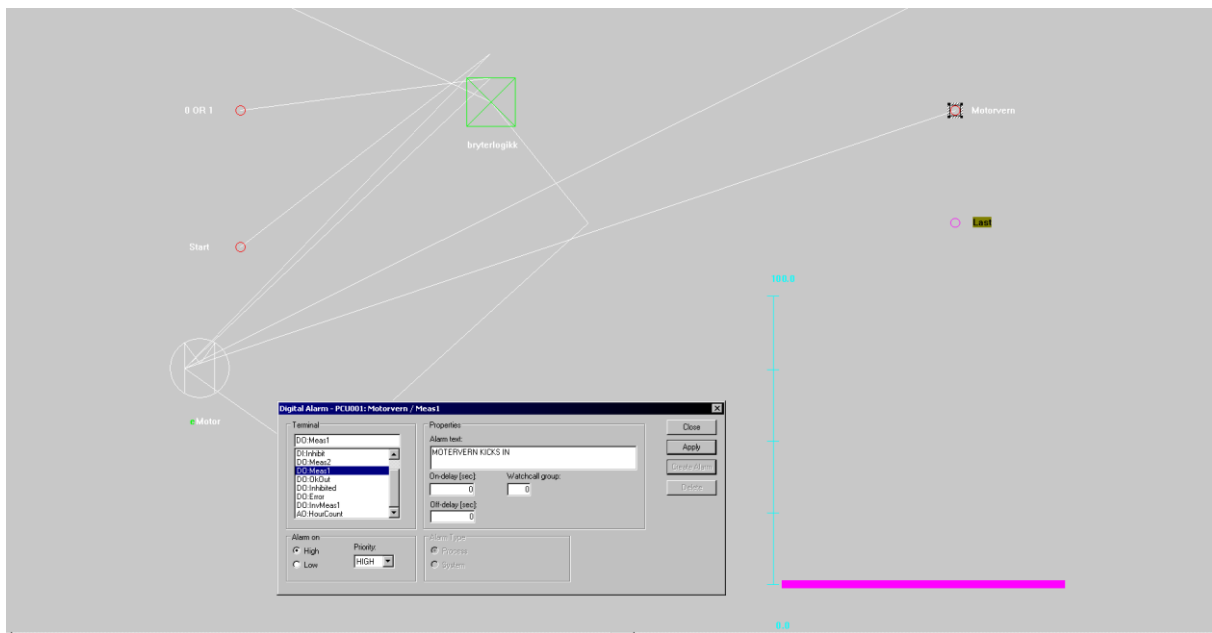 0 OR 1
bryterlogikk
Motorvern
Start
Last
100.0
eMotor
Digital Alarm - PCU001: Motorvern / Meas1
Terminal
DO:Meas1
DI:Inhibit
DO:Meas2
DO:Meas1
DO:OkOut
DO:Inhibited
DO:Error
DO:InvMeas1
AO:HourCount
Properties
Alarm text:
MOTERVERN KICKS IN
On-delay [sec]:
0
Watchcall group:
0
Off-delay [sec]:
0
Close
Apply
Create Alarm
Delete
Alarm on
High
Low
Priority:
HIGH
Alarm Type
Process
System
0.0